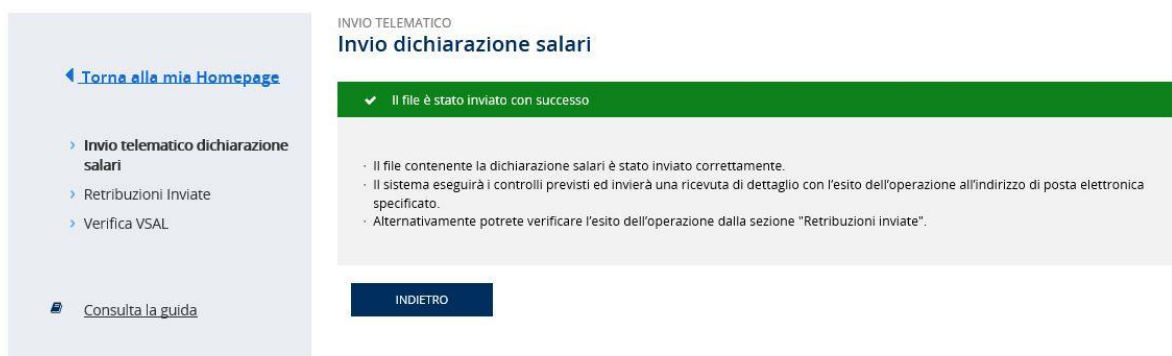 Torna alla mia Homepage
Invio telematico dichiarazione
salari
Retribuzioni Inviate
Verifica VSAL
Consulta la guida
INVIO TELEMATICO
Invio dichiarazione salari
Il file è stato inviato con successo
· Il file contenente la dichiarazione salari è stato inviato correttamente.
· Il sistema eseguirà i controlli previsti ed invierà una ricevuta di dettaglio con l'esito dell'operazione all'indirizzo di posta elettronica
specificato.
· Alternativamente potrete verificare l'esito dell'operazione dalla sezione "Retribuzioni inviate".
INDIETRO